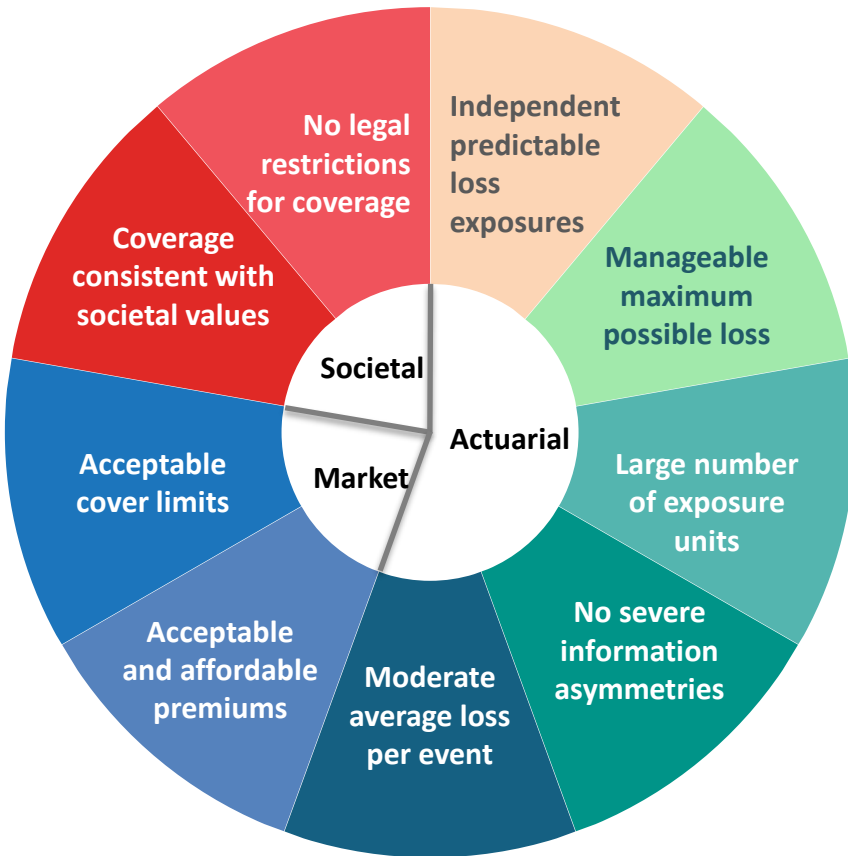 No legal
restrictions
for coverage
Independent
predictable
loss
exposures
Manageable
maximum
possible loss
Large number
of exposure
units
No severe
information
asymmetries
Moderate
average loss
per event
Acceptable
and affordable
premiums
Acceptable
cover limits
Coverage
consistent with
societal values
Societal
Actuarial
Market